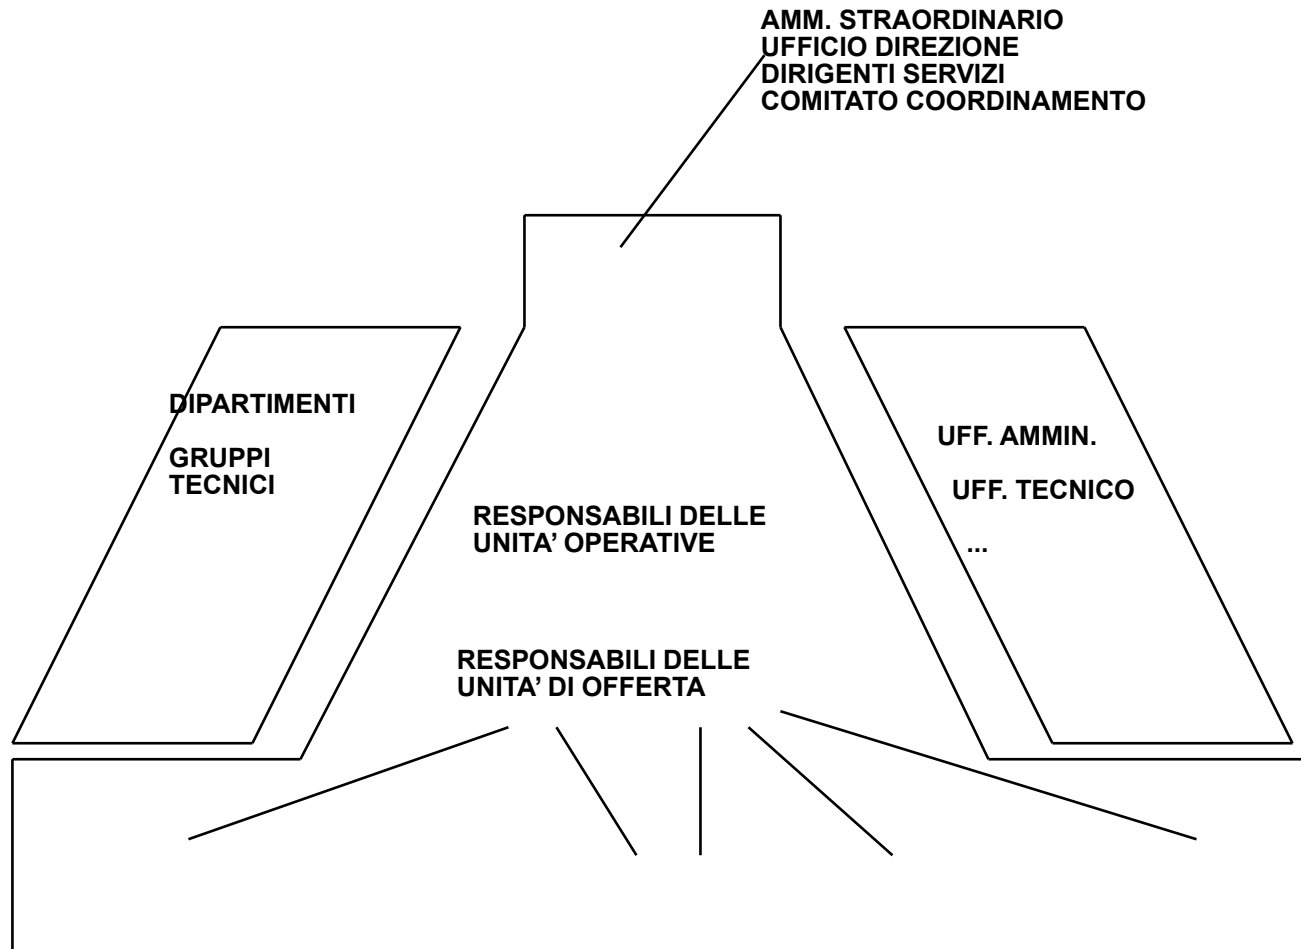 AMM. STRAORDINARIO
UFFICIO DIREZIONE
DIRIGENTI SERVIZI
COMITATO COORDINAMENTO
DIPARTIMENTI
GRUPPI
TECNICI
UFF. AMMIN.
UFF. TECNICO
...
RESPONSABILI DELLE
UNITA’ OPERATIVE
RESPONSABILI DELLE
UNITA’ DI OFFERTA